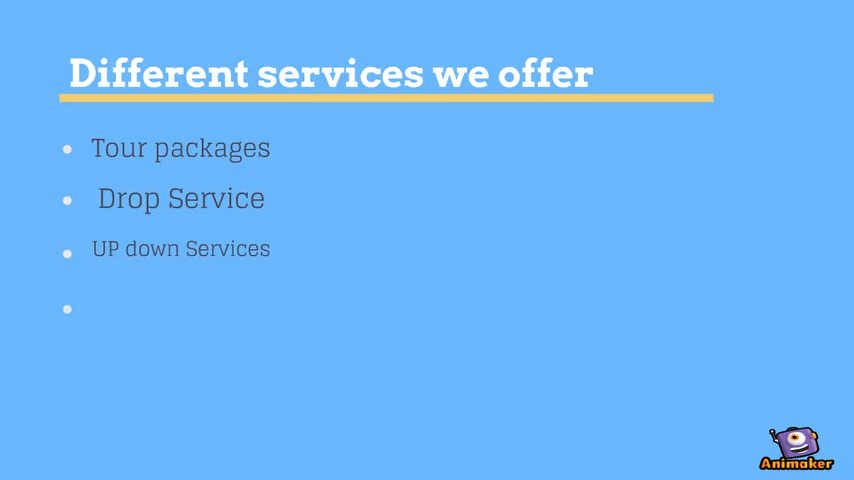 Different services we offer
Tour packages
Drop Service
UP down Services
Animaker